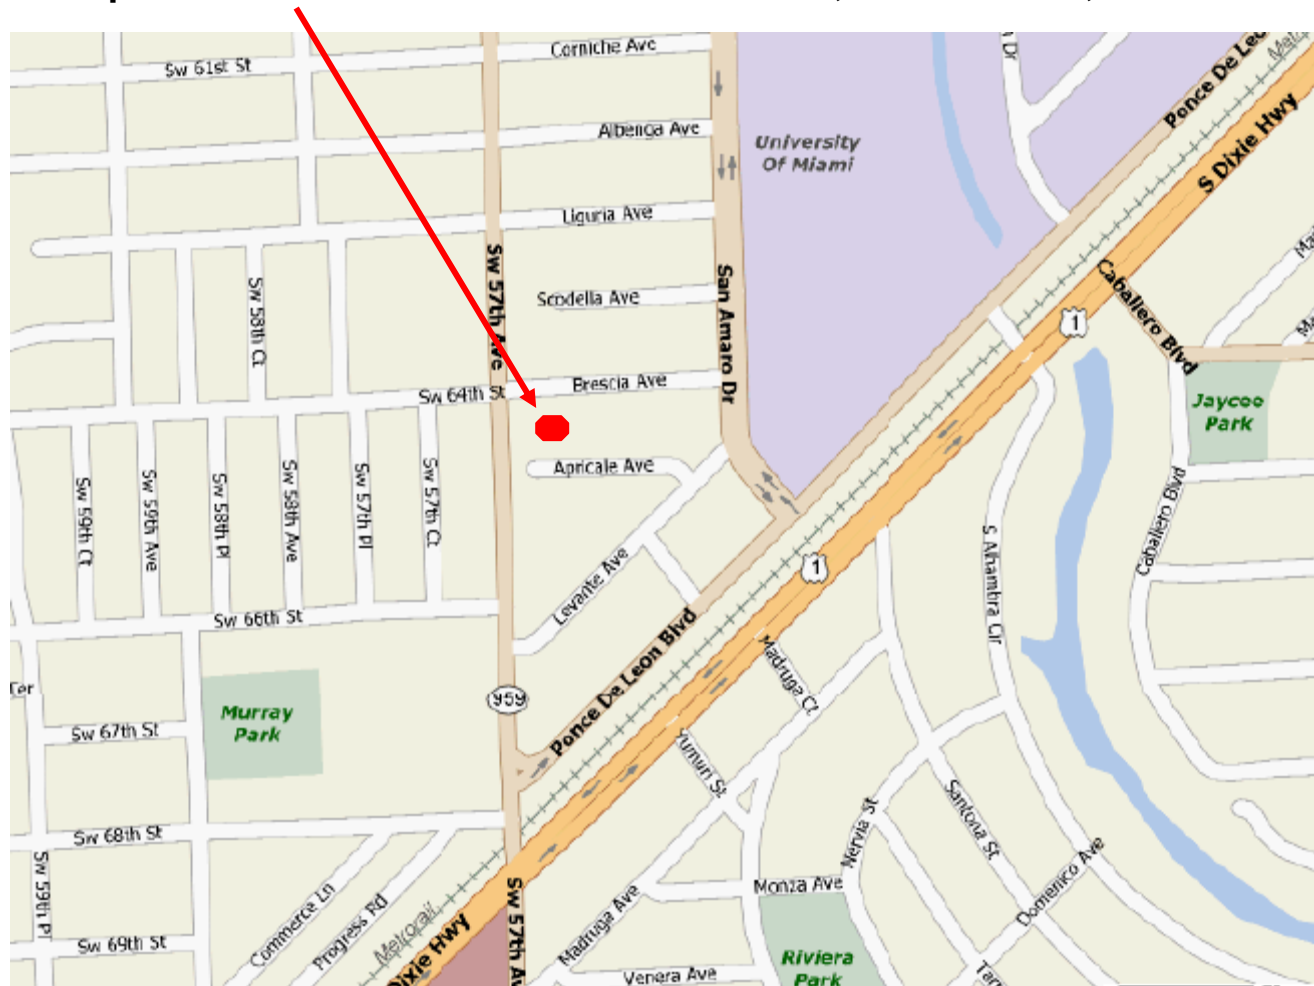 Corniche Ave
Sw 61st St
Ponce De Leo
S Dixie Hwy
Albenga Ave
University
Of Miami
Liguria Ave
Sw 57th Ave
San Amaro Dr
Sw 58th Ct
Scodella Ave
Caballero Blvd
1
Sw 64th St
Brescia Ave
Jaycee
Park
Apricale Ave
Sw 59th Ct
Sw 59th Ave
Sw 58th Pl
Sw 58th Ave
Sw 57th Pl
Sw 57th Ct
Caballero Blvd
S Alhambra Cir
1
Levante Ave
Sw 66th St
Ponce De Leon Blvd
Madruga Ct
Ter
959
Murray
Park
Sw 67th St
Yumuri St
Santona St
Nervia St
Sw 68th St
Sw 59th Pl
Monza Ave
Domenico Ave
Commerce Ln
Progress Rd
Metrorail
Dixie Hwy
Sw 57th Av
Madruga Ave
Sw 69th St
Riviera
Park
Venera Ave